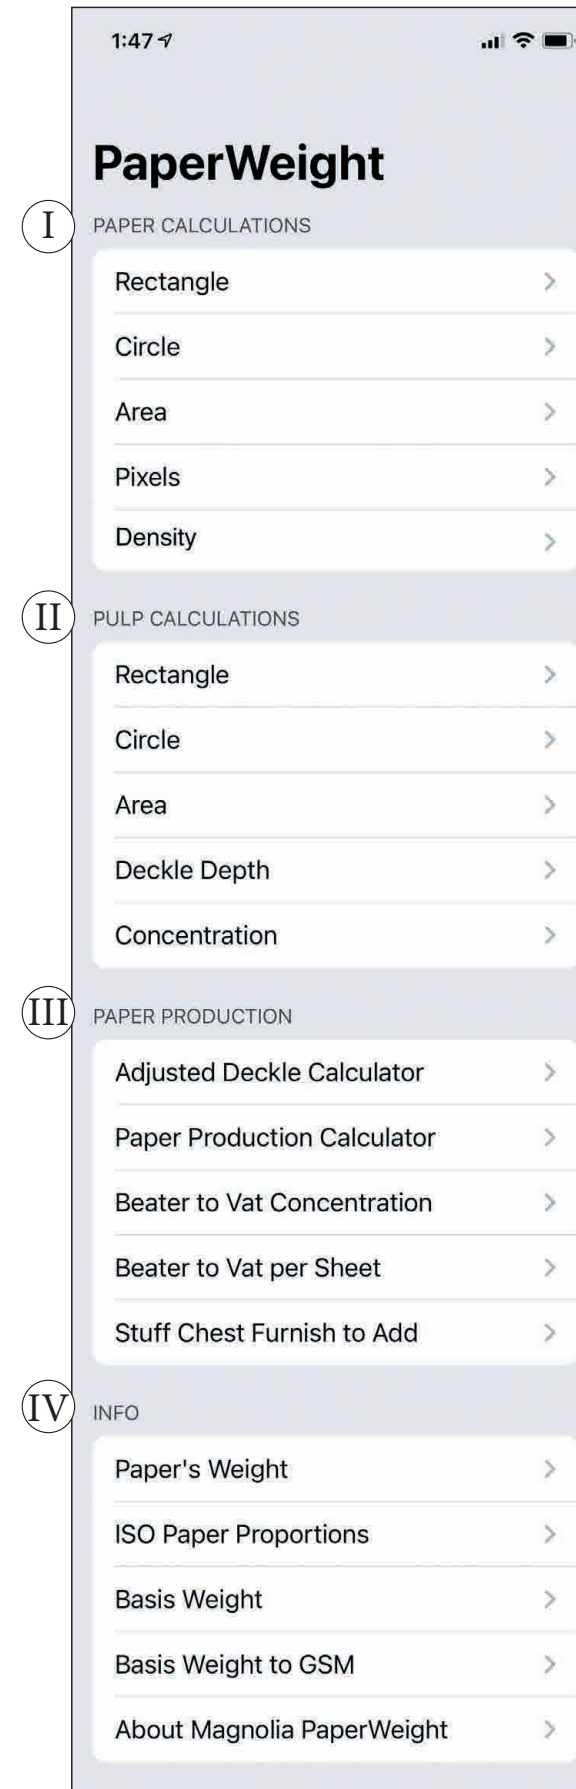 1:47
PaperWeight
I
PAPER CALCULATIONS
Rectangle
Circle
Area
Pixels
Density
II
PULP CALCULATIONS
Rectangle
Circle
Area
Deckle Depth
Concentration
III
PAPER PRODUCTION
Adjusted Deckle Calculator
Paper Production Calculator
Beater to Vat Concentration
Beater to Vat per Sheet
Stuff Chest Furnish to Add
IV
INFO
Paper's Weight
ISO Paper Proportions
Basis Weight
Basis Weight to GSM
About Magnolia PaperWeight